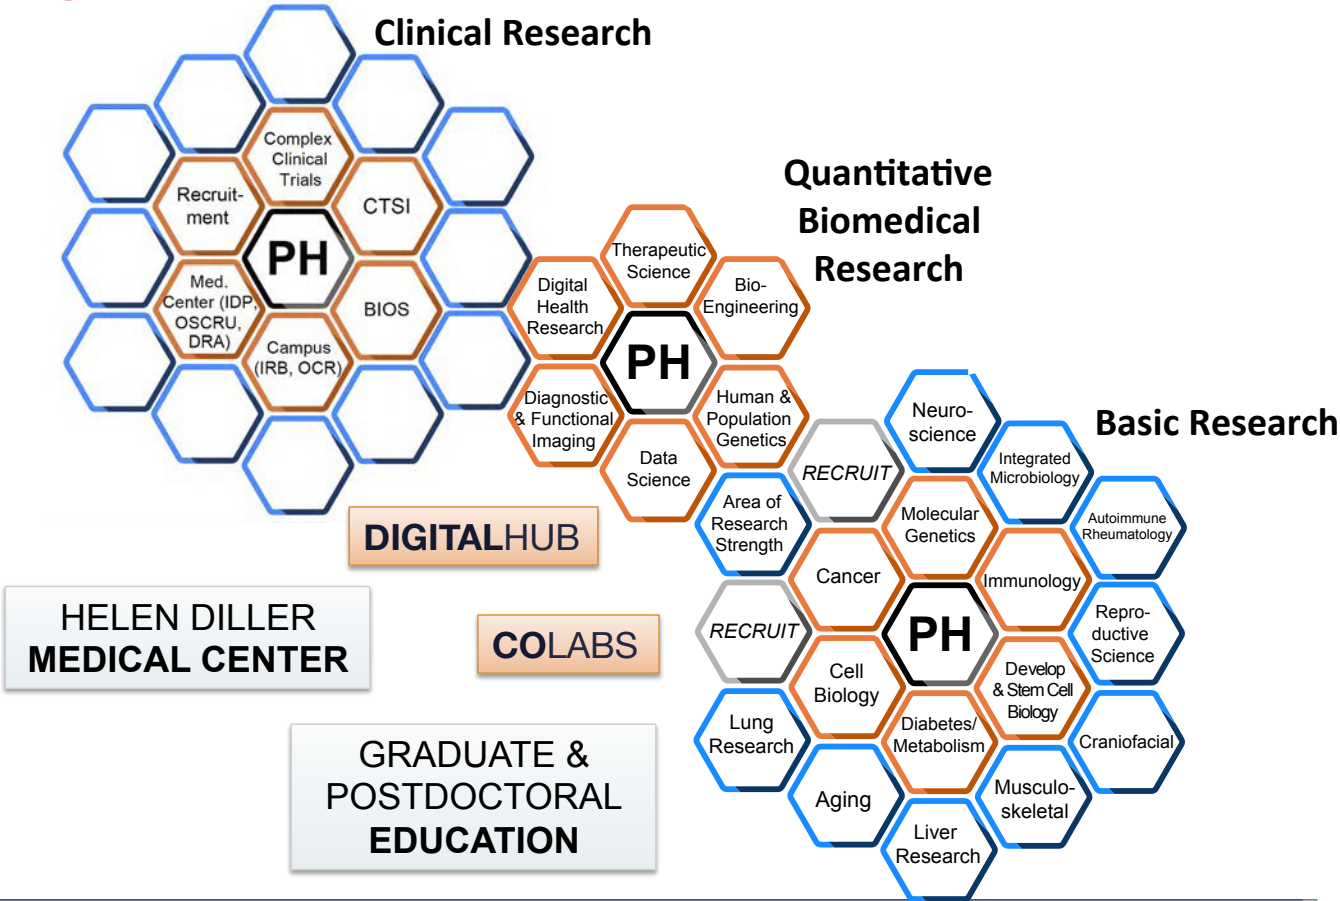 Clinical Research
Complex
Clinical
Trials
Recruit-
ment
CTSI
PH
Med.
Center (IDP,
OSCRU,
DRA)
BIOS
Campus
(IRB, OCR)
Quantitative
Biomedical
Research
Therapeutic
Science
Digital
Health
Research
Bio-
Engineering
PH
Diagnostic
& Functional
Imaging
Human &
Population
Genetics
Data
Science
Basic Research
Neuro-
science
RECRUIT
Integrated
Microbiology
Area of
Research
Strength
Molecular
Genetics
Autoimmune
Rheumatology
Cancer
Immunology
RECRUIT
PH
Repro-
ductive
Science
Cell
Biology
Develop
& Stem Cell
Biology
Lung
Research
Diabetes/
Metabolism
Craniofacial
Aging
Musculo-
skeletal
Liver
Research
DIGITALHUB
HELEN DILLER
MEDICAL CENTER
COLABS
GRADUATE &
POSTDOCTORAL
EDUCATION